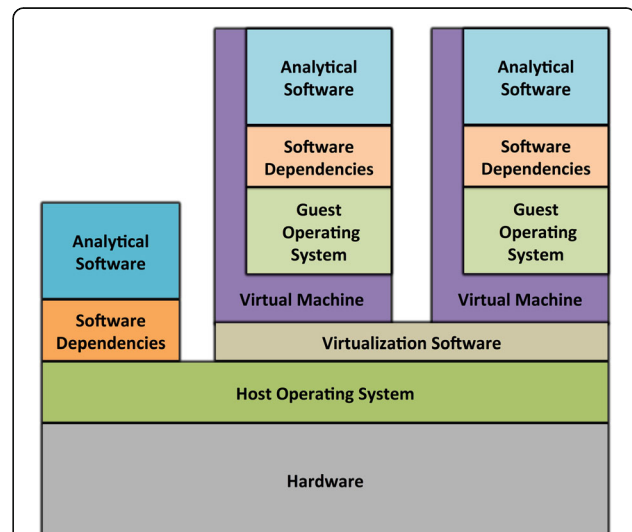 Analytical
Software
Software
Dependencies
Guest
Operating
System
Virtual Machine
Analytical
Software
Software
Dependencies
Guest
Operating
System
Virtual Machine
Analytical
Software
Software
Dependencies
Virtualization Software
Host Operating System
Hardware